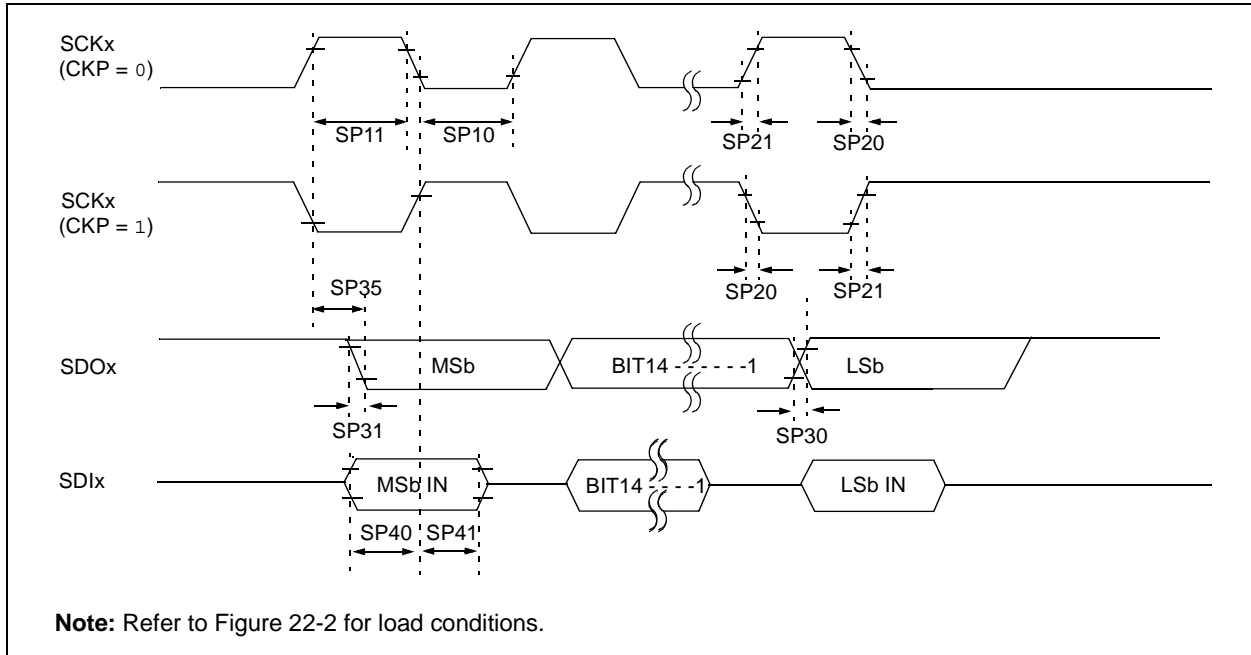 SCKx
(CKP = 0)
SP11
SP10
SP21
SP20
SCKx
(CKP = 1)
SP35
SP20
SP21
SDOx
MSb
BIT14 - - - - - -1
LSb
SP31
SP30
SDIx
MSb IN
BIT14 - - - -1
LSb IN
SP40
SP41
Note: Refer to Figure 22-2 for load conditions.